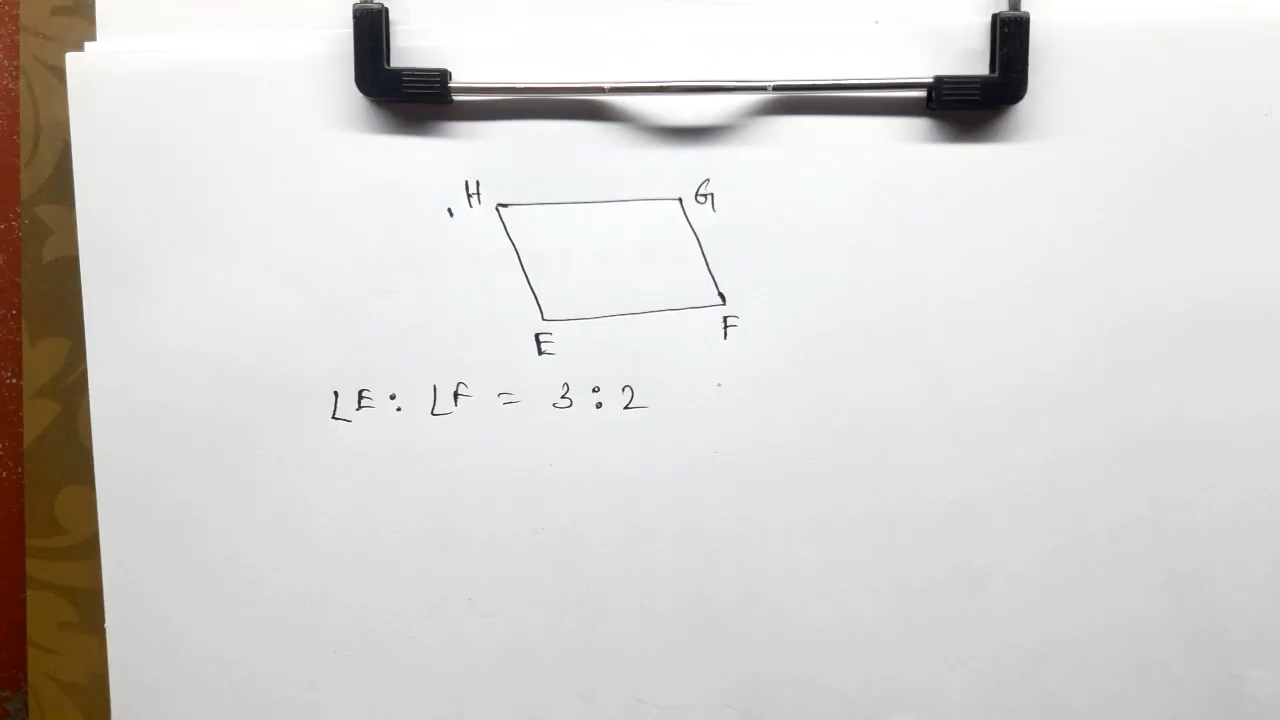 H G
E F
∠E : ∠F = 3 : 2